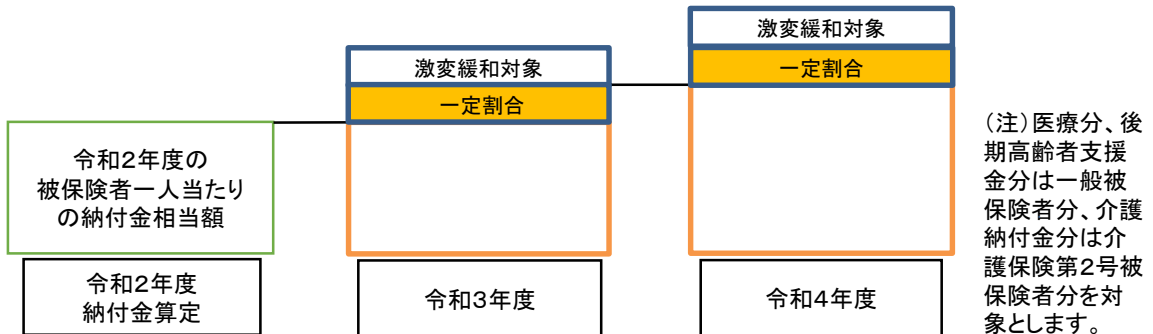 激変緩和対象
激変緩和対象
一定割合
一定割合
令和２年度の
被保険者一人当たり
の納付金相当額
（注）医療分、後
期高齢者支援
金分は一般被
保険者分、介護
納付金分は介
護保険第２号被
保険者分を対
象とします。
令和２年度
納付金算定
令和３年度
令和４年度